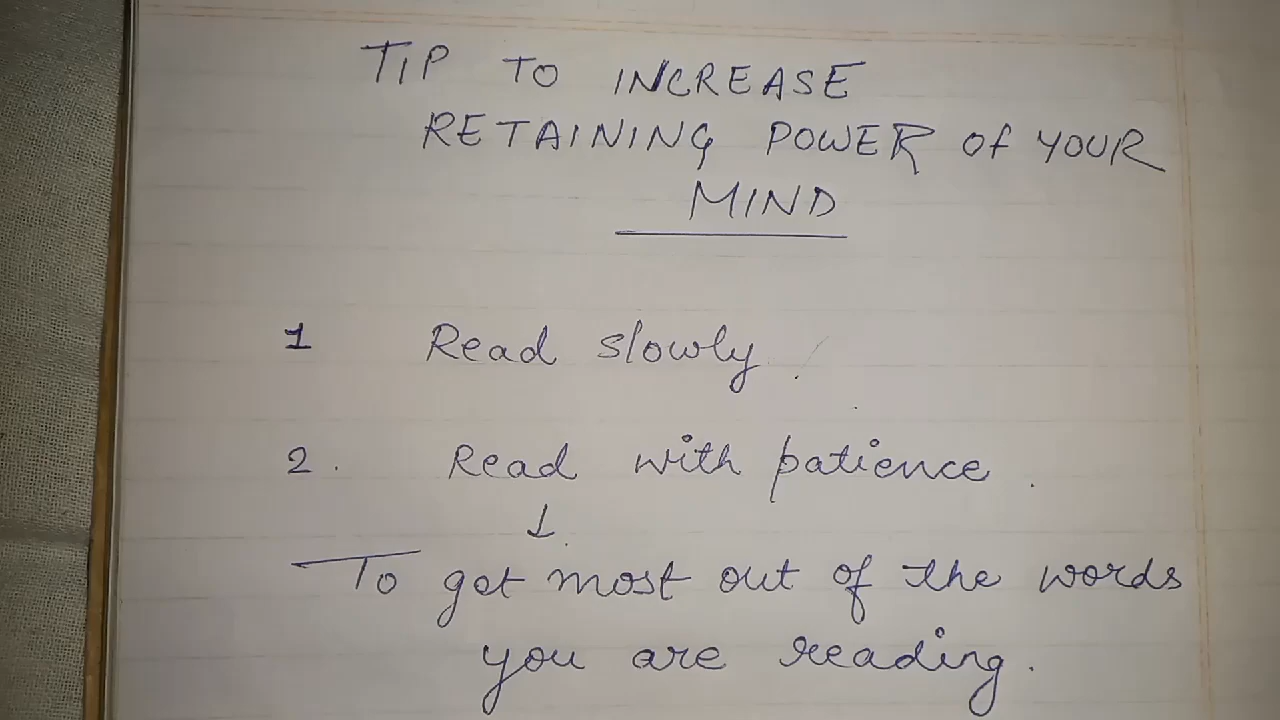 TIP TO INCREASE
RETAINING POWER Of YOUR
MIND
1 Read slowly.
2. Read with patience.
↓
To get most out of the words
you are reading.